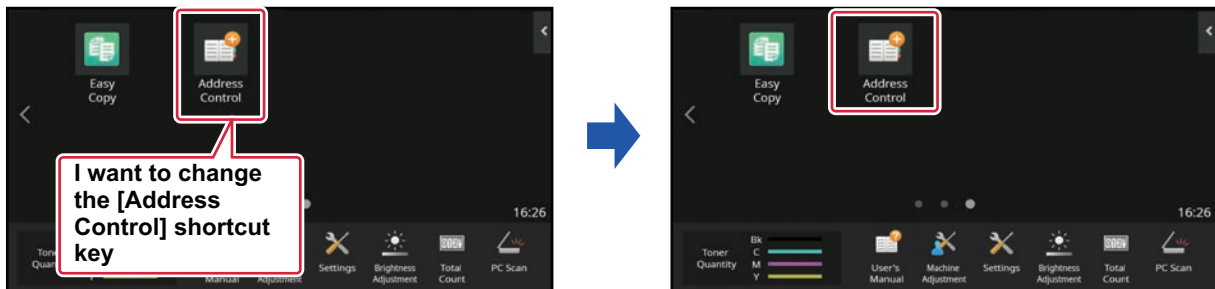 Easy
Copy
Address
Control
I want to change
the [Address
Control] shortcut
key
16:26
Manual
Adjustment
Settings
Brightness
Adjustment
Total
Count
PC Scan
Easy
Copy
Address
Control
16:26
Toner
Quantity
Bk
C
M
Y
User's
Manual
Machine
Adjustment
Settings
Brightness
Adjustment
Total
Count
PC Scan